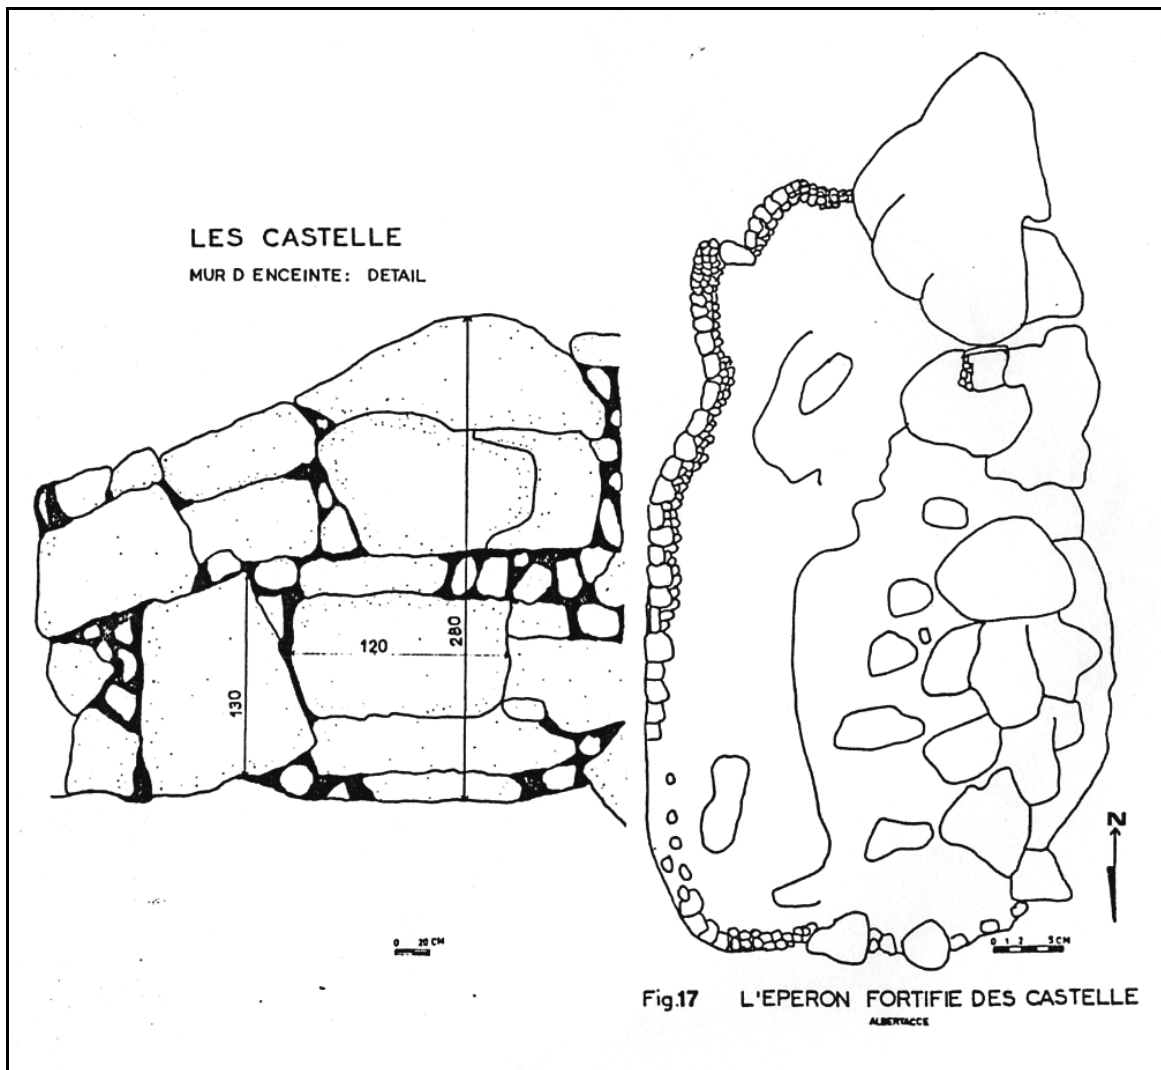 LES CASTELLE
MUR D ENCEINTE: DETAIL
280
120
130
0 20 CM
N
0 1 2 5 CM
Fig.17 L'EPERON FORTIFIE DES CASTELLE
ALBERTACCE